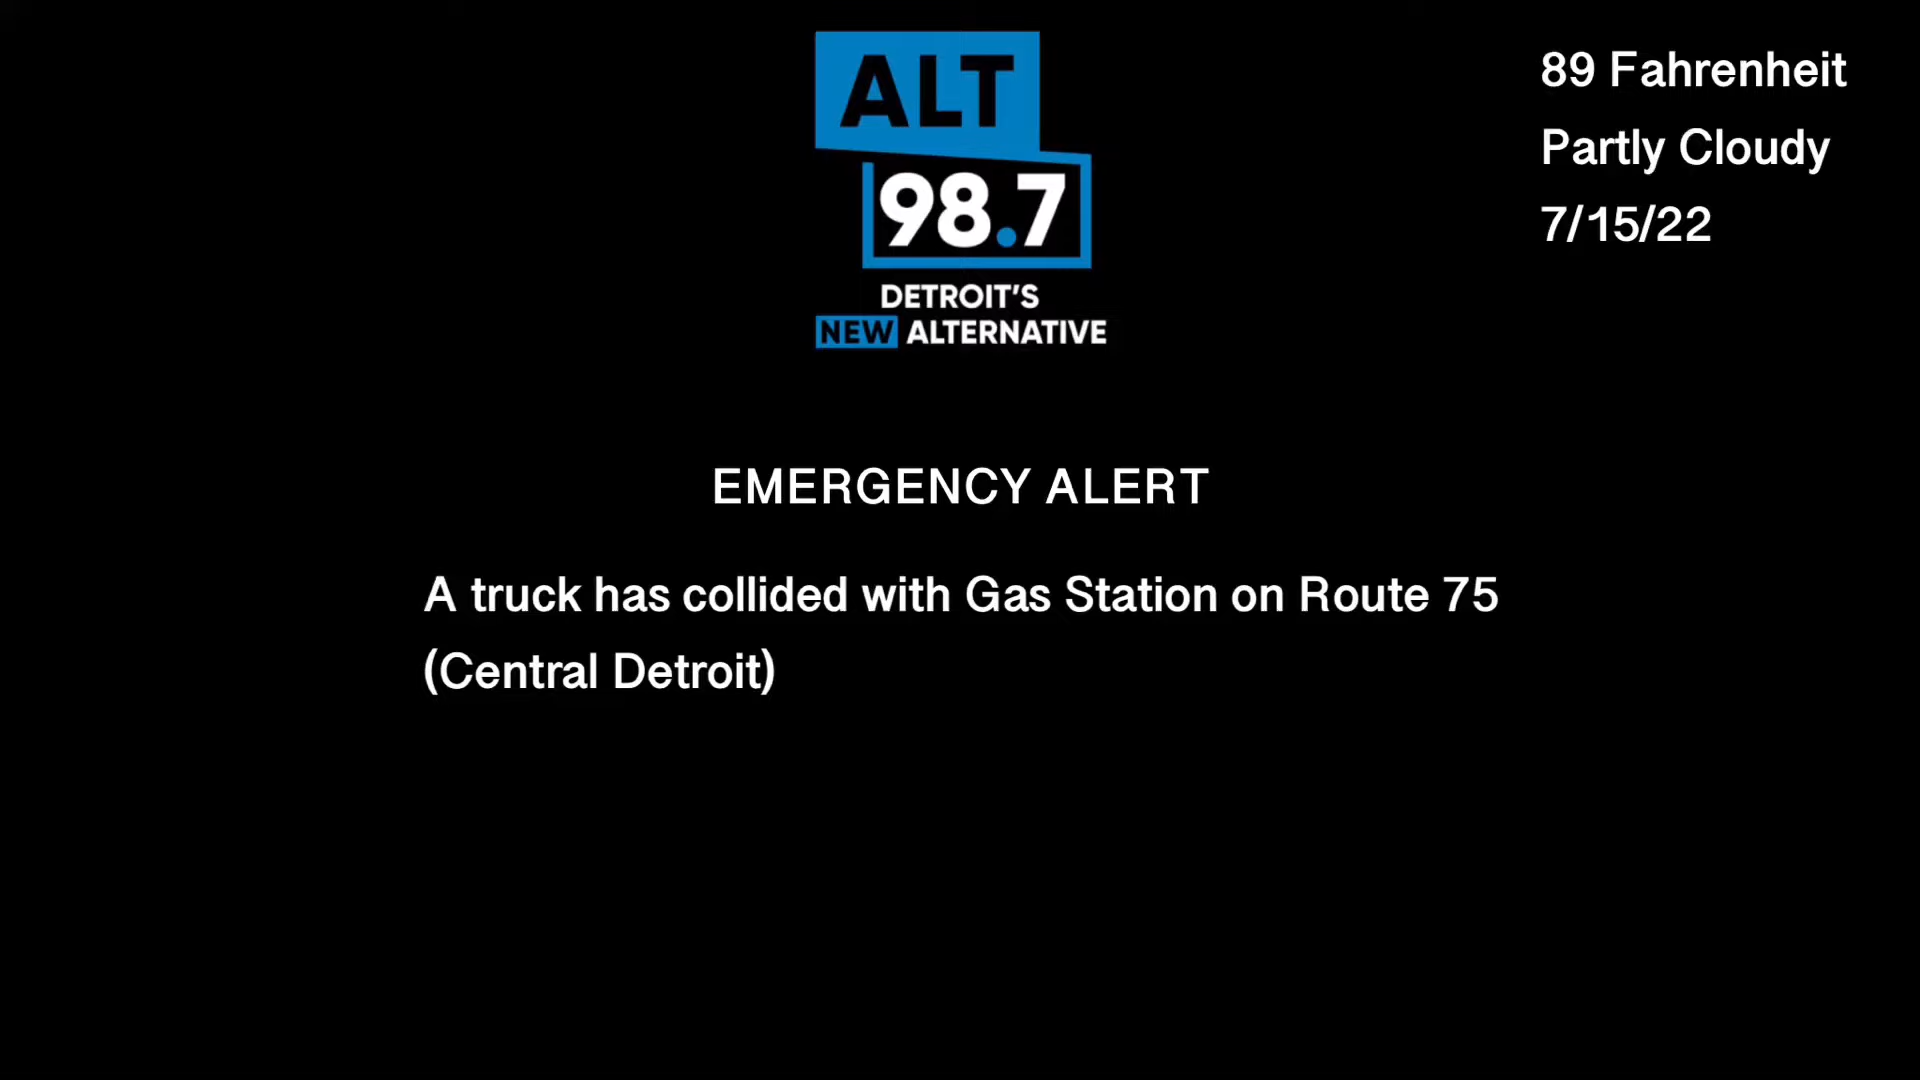 ALT
98.7
DETROIT'S
NEW ALTERNATIVE
89 Fahrenheit
Partly Cloudy
7/15/22
EMERGENCY ALERT
A truck has collided with Gas Station on Route 75
(Central Detroit)